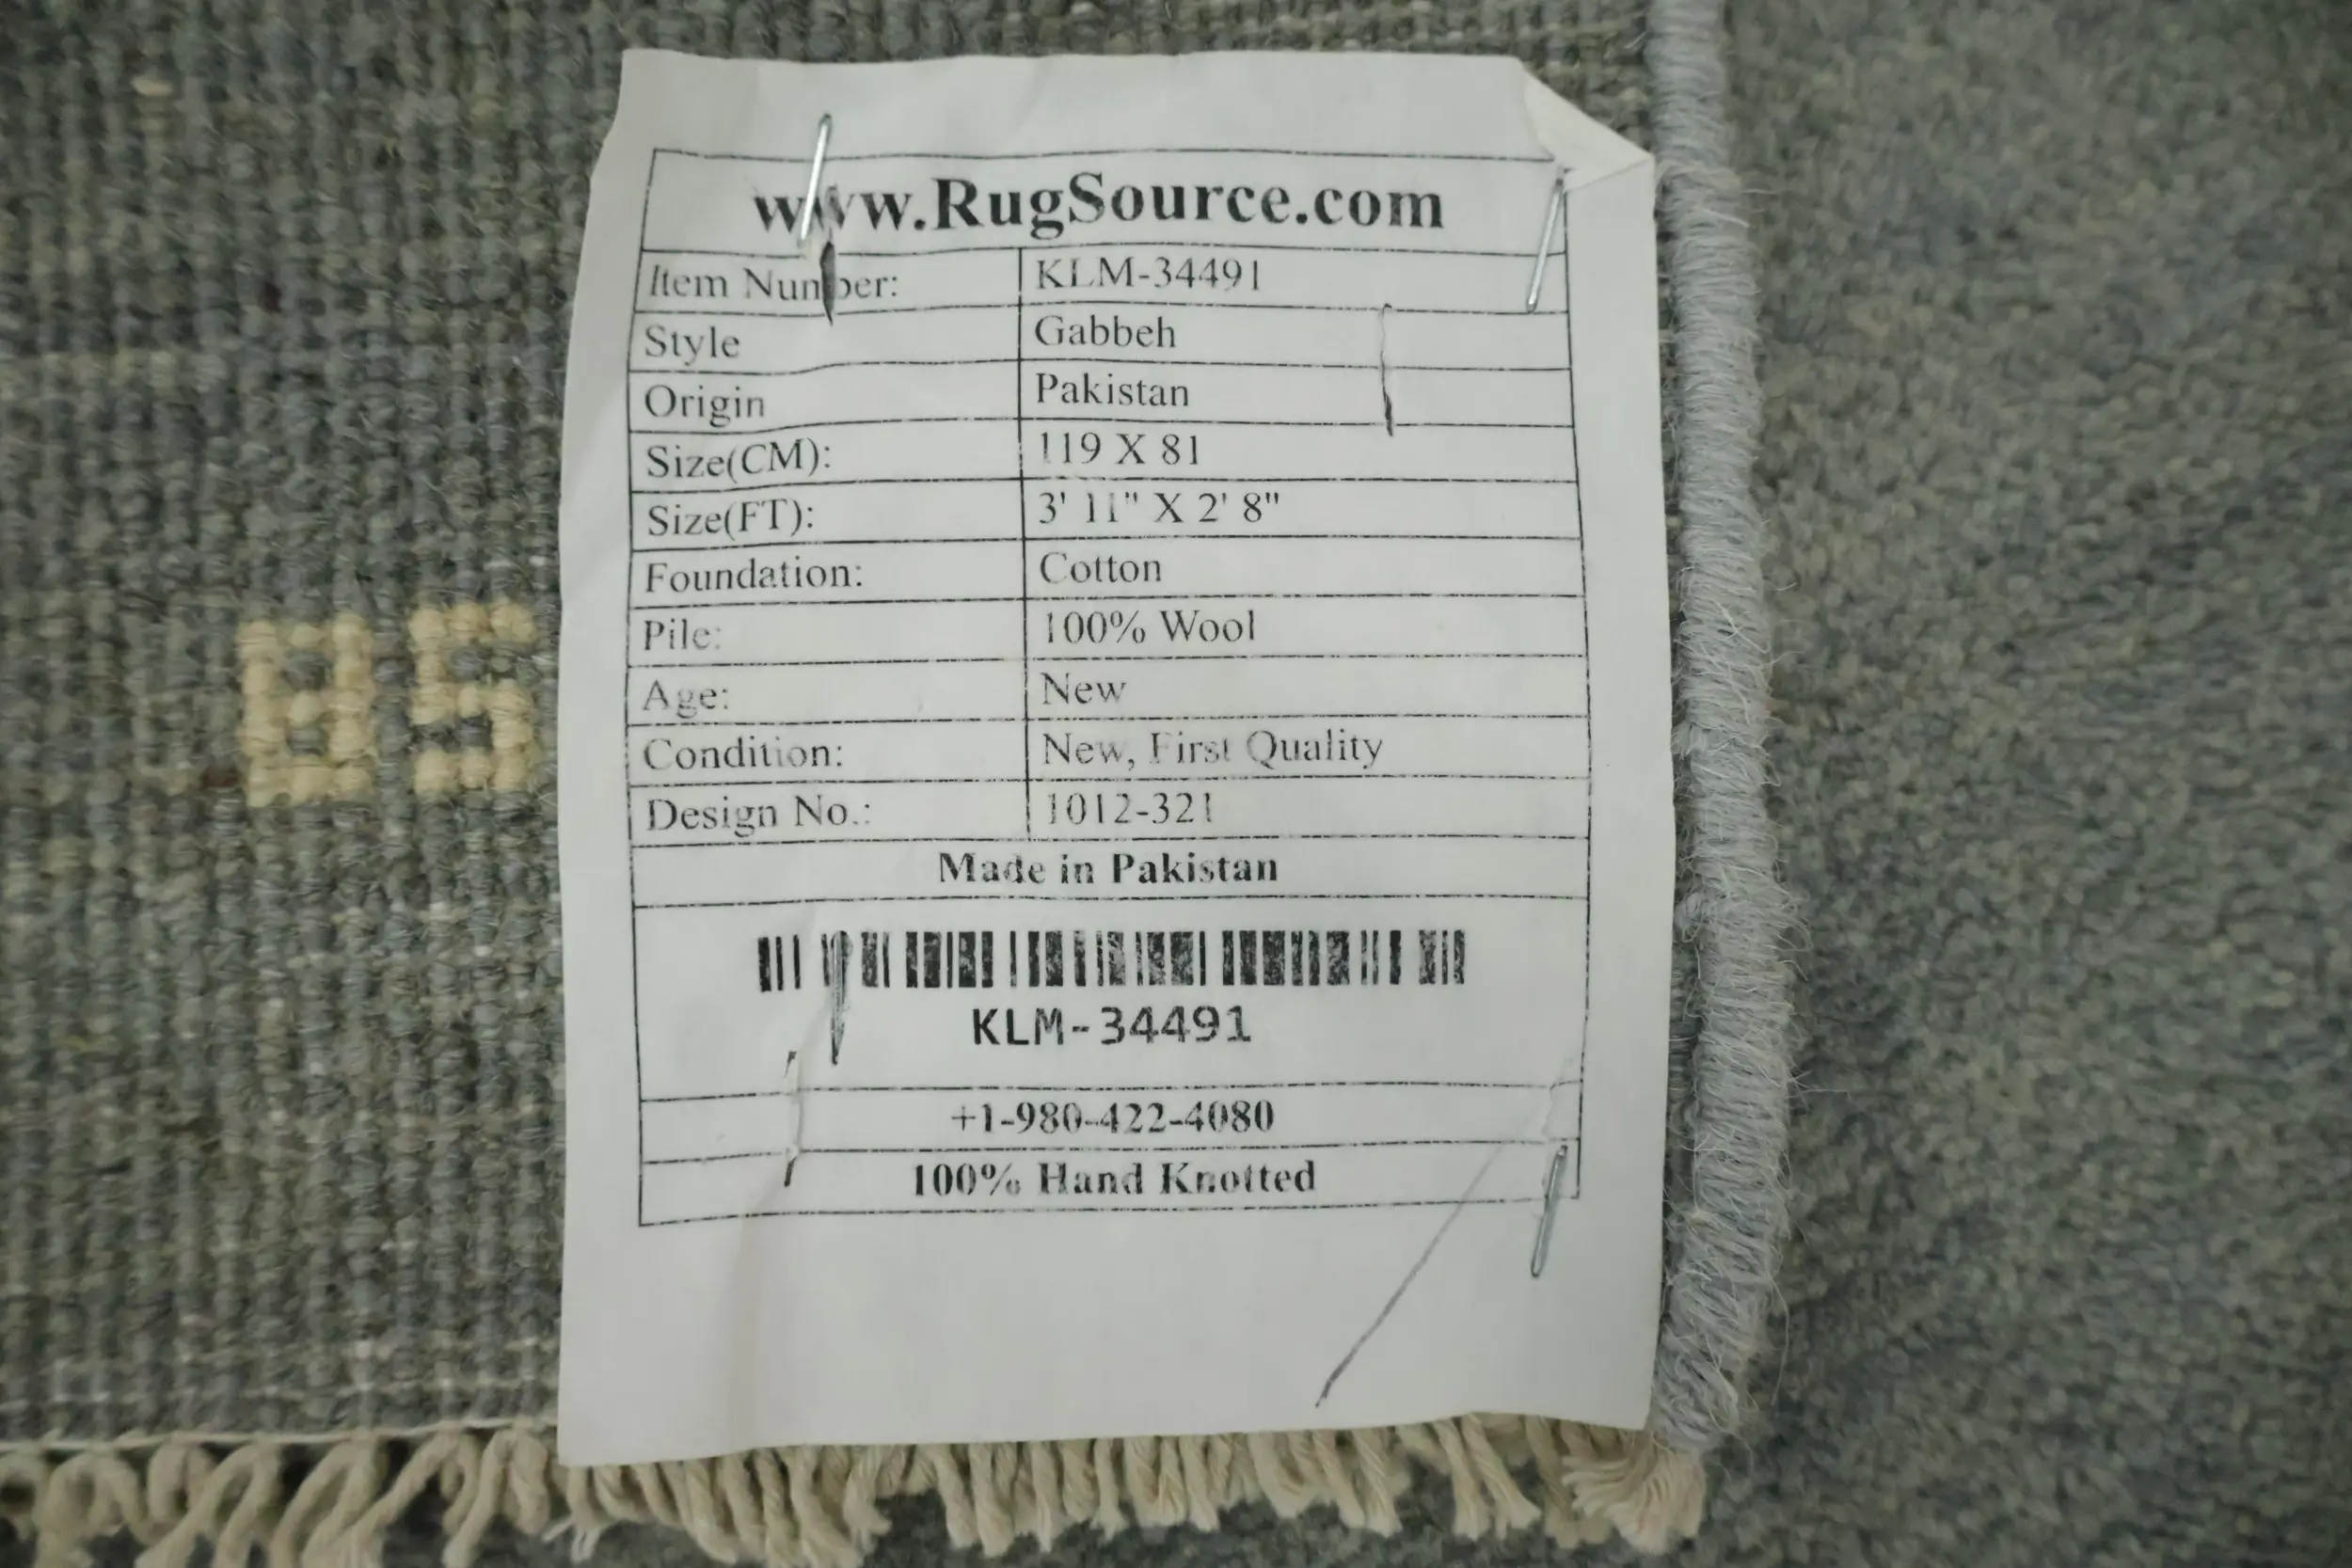 www.RugSource.com
Item Number: KLM-34491
Style Gabbeh
Origin Pakistan
Size(CM): 119 X 81
Size(FT): 3' 11" X 2' 8"
Foundation: Cotton
Pile: 100% Wool
Age: New
Condition: New, First Quality
Design No.: 1012-321
Made in Pakistan
KLM-34491
+1-980-422-4080
100% Hand Knotted